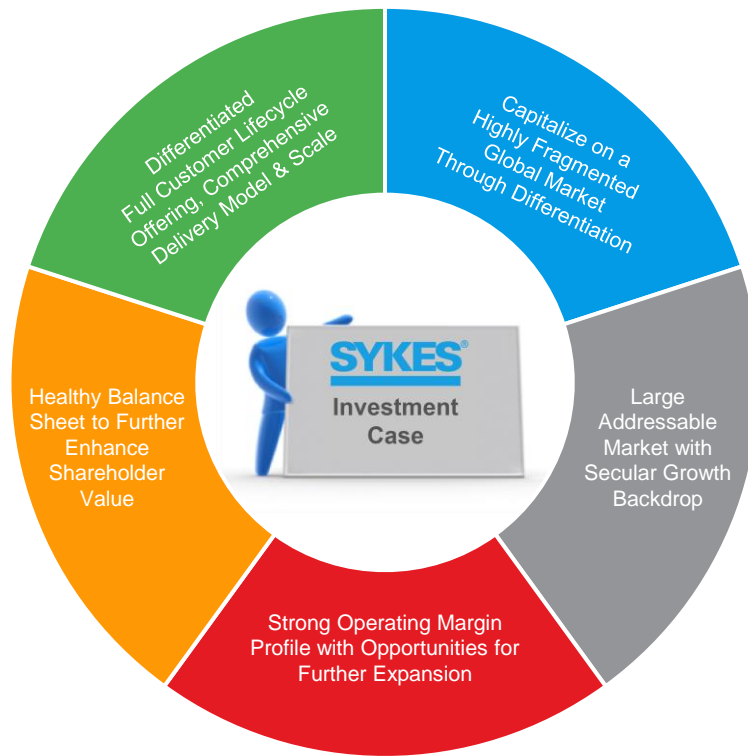 Differentiated
Full Customer Lifecycle
Offering, Comprehensive
Delivery Model & Scale
Capitalize on a
Highly Fragmented
Global Market
Through Differentiation
SYKES®
Investment
Case
Healthy Balance
Sheet to Further
Enhance
Shareholder
Value
Large
Addressable
Market with
Secular Growth
Backdrop
Strong Operating Margin
Profile with Opportunities for
Further Expansion